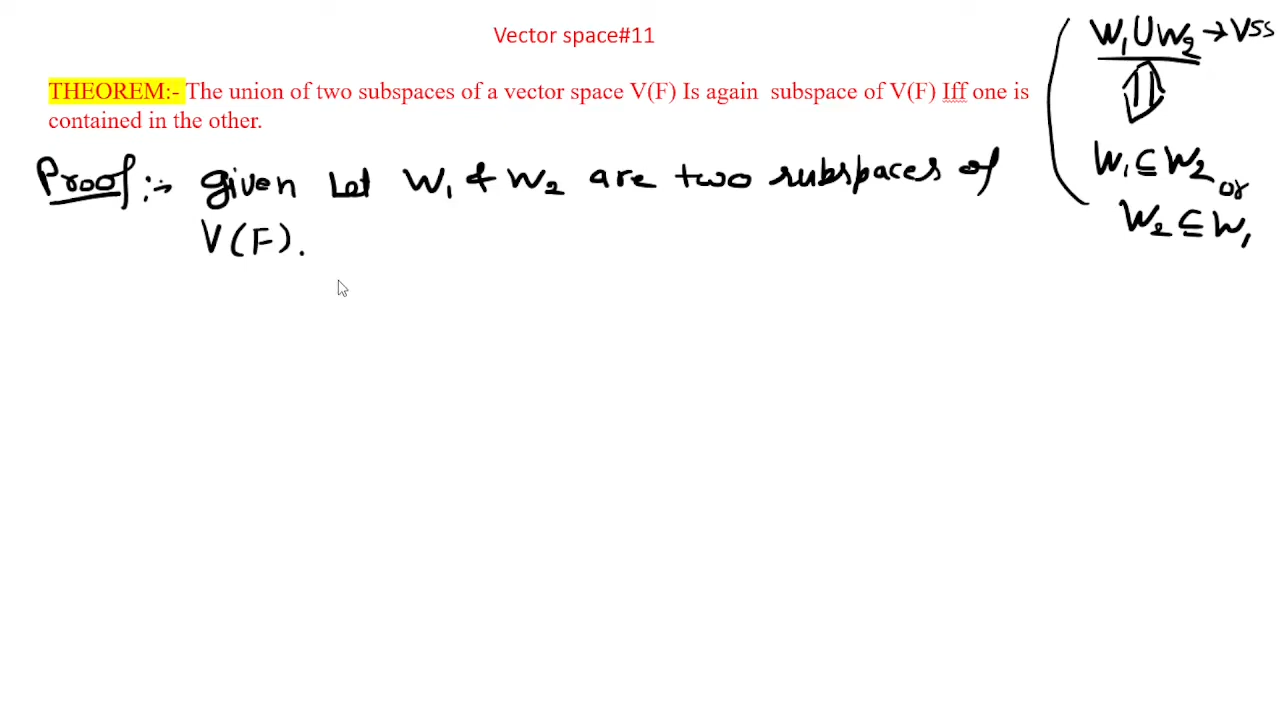 Vector space#11
THEOREM:- The union of two subspaces of a vector space V(F) Is again subspace of V(F) Iff one is
contained in the other.
Proof:→ given Let W₁ & W₂ are two subspaces of
V(F).
W₁∪W₂→VSS
⇕
W₁⊆W₂
or
W₂⊆W₁